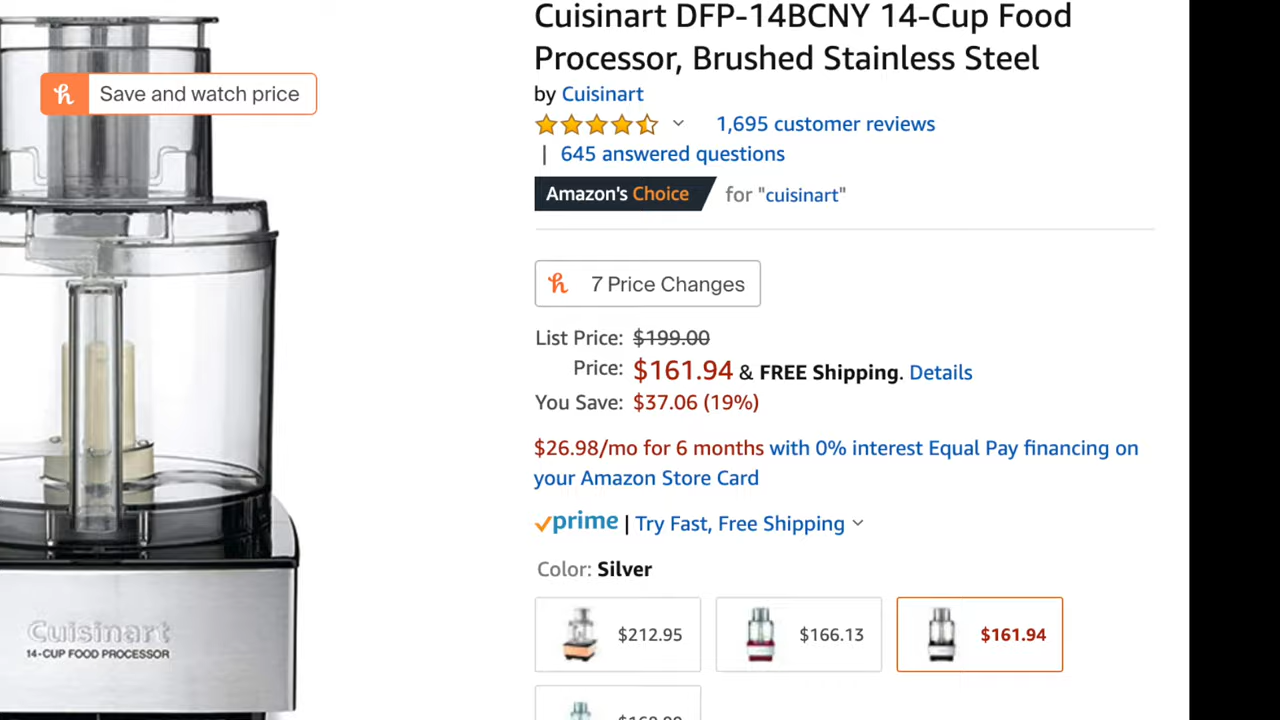 Cuisinart DFP-14BCNY 14-Cup Food
Processor, Brushed Stainless Steel
Save and watch price
by Cuisinart
1,695 customer reviews
| 645 answered questions
Amazon's Choice for "cuisinart"
7 Price Changes
List Price: $199.00
Price: $161.94 & FREE Shipping. Details
You Save: $37.06 (19%)
$26.98/mo for 6 months with 0% interest Equal Pay financing on
your Amazon Store Card
prime | Try Fast, Free Shipping
Color: Silver
Cuisinart
14-CUP FOOD PROCESSOR
$212.95
$166.13
$161.94